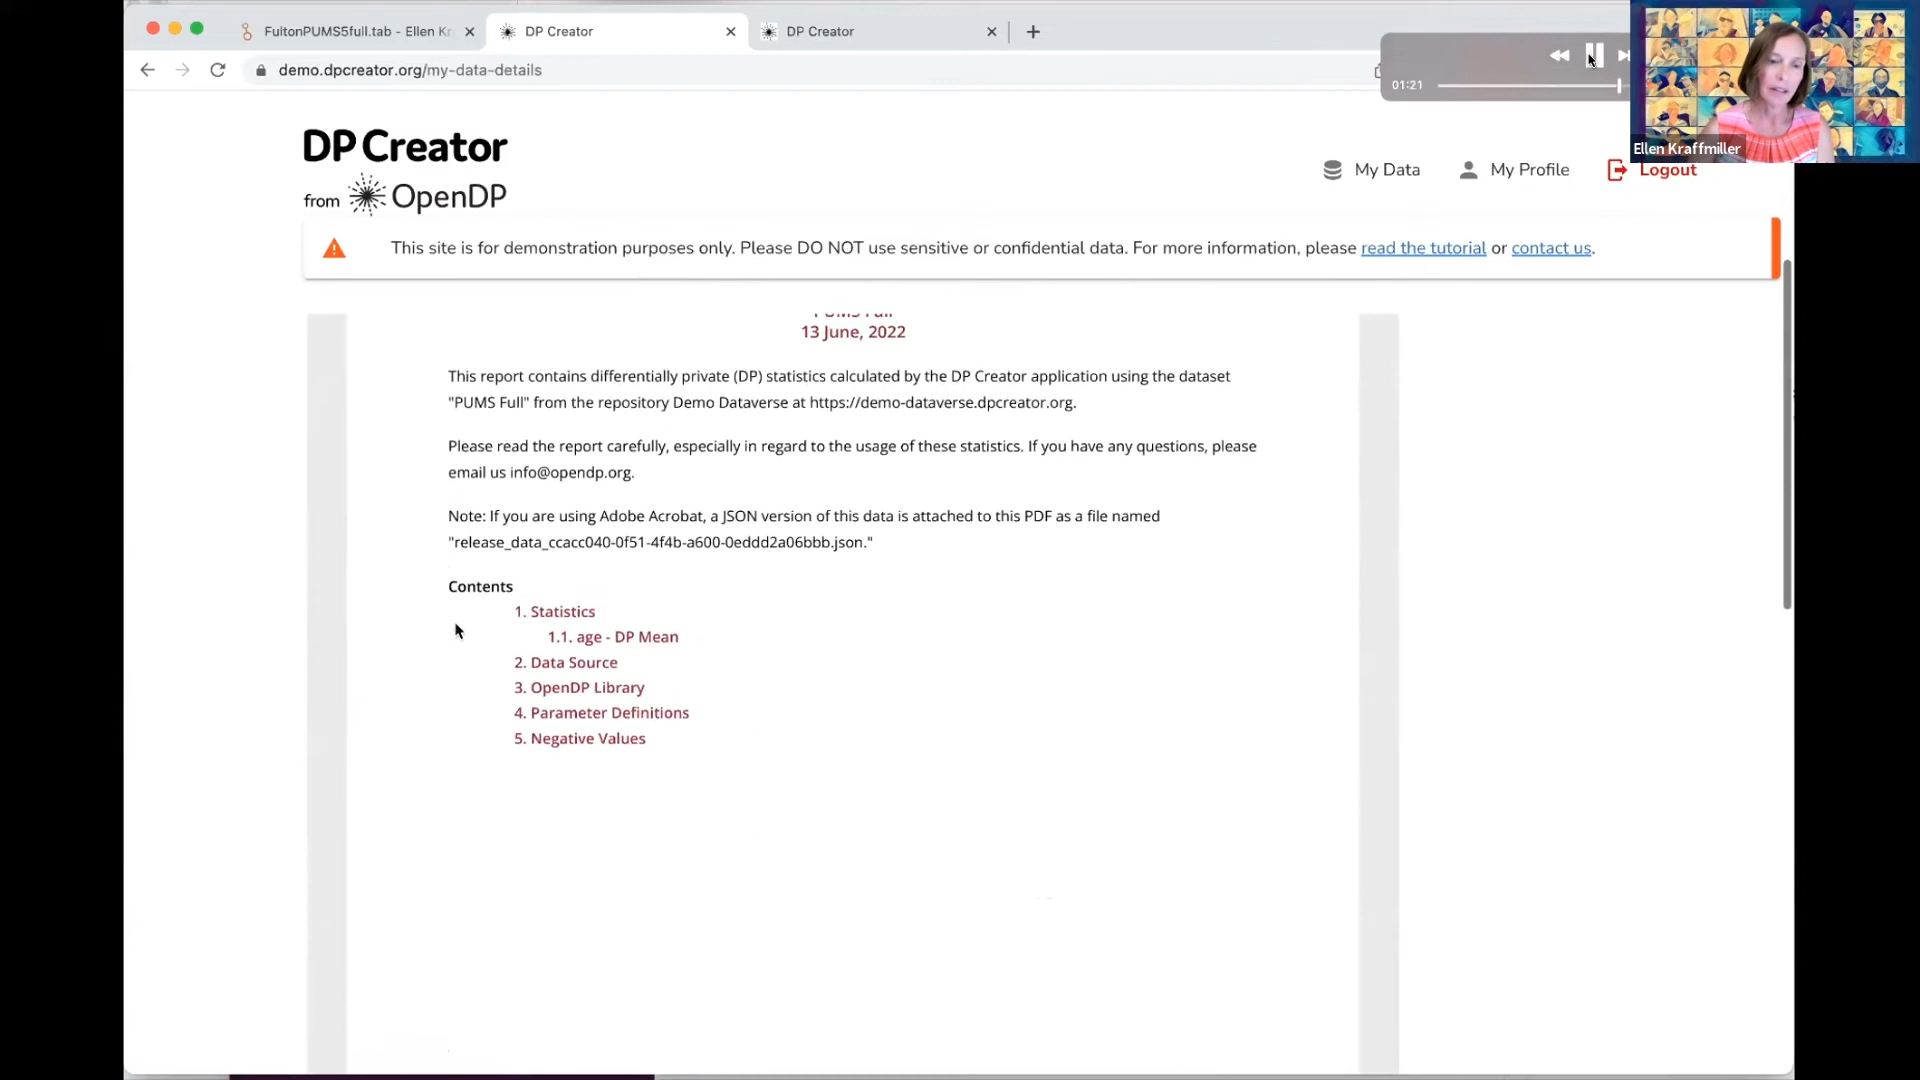 FultonPUMS5full.tab - Ellen Kr
DP Creator
DP Creator
demo.dpcreator.org/my-data-details
01:21
Ellen Kraffmiller
DP Creator
from OpenDP
My Data
My Profile
Logout
This site is for demonstration purposes only. Please DO NOT use sensitive or confidential data. For more information, please read the tutorial or contact us.
PUMS Full
13 June, 2022
This report contains differentially private (DP) statistics calculated by the DP Creator application using the dataset
"PUMS Full" from the repository Demo Dataverse at https://demo-dataverse.dpcreator.org.
Please read the report carefully, especially in regard to the usage of these statistics. If you have any questions, please
email us info@opendp.org.
Note: If you are using Adobe Acrobat, a JSON version of this data is attached to this PDF as a file named
"release_data_ccacc040-0f51-4f4b-a600-0eddd2a06bbb.json."
Contents
1. Statistics
1.1. age - DP Mean
2. Data Source
3. OpenDP Library
4. Parameter Definitions
5. Negative Values